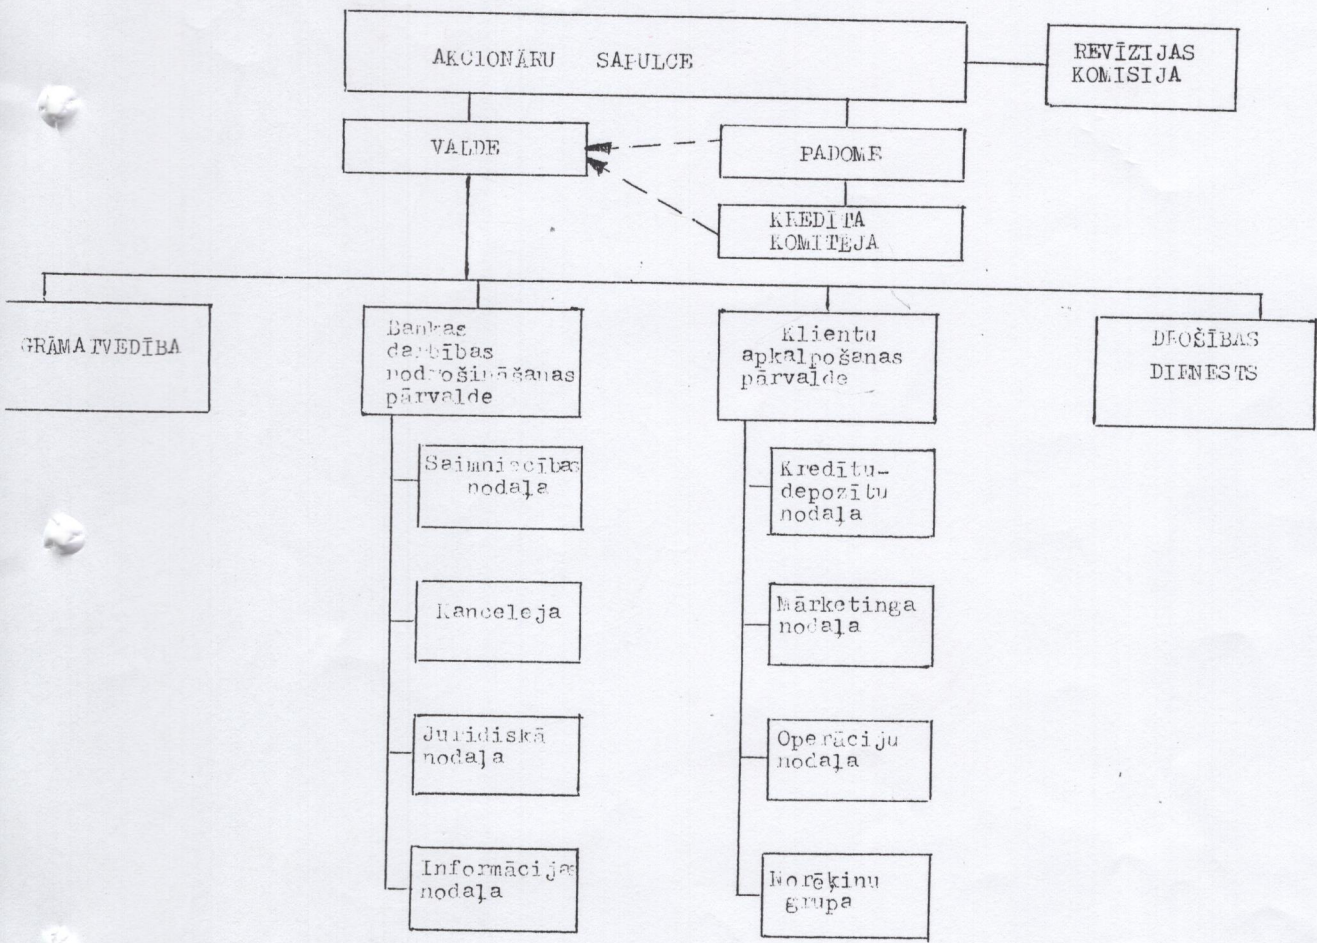 AKCIONĀRU SAPULCE
REVĪZIJAS
KOMISIJA
VALDE
PADOME
KREDĪTA
KOMITEJA
GRĀMATVEDĪBA
Bankas
darbības
nodrošināšanas
pārvalde
Klientu
apkalpošanas
pārvalde
DROŠĪBAS
DIENESTS
Saimniecības
nodaļa
Kredītu-
depozītu
nodaļa
Kanceleja
Mārketinga
nodaļa
Juridiskā
nodaļa
Operāciju
nodaļa
Informācijas
nodaļa
Norēķinu
grupa